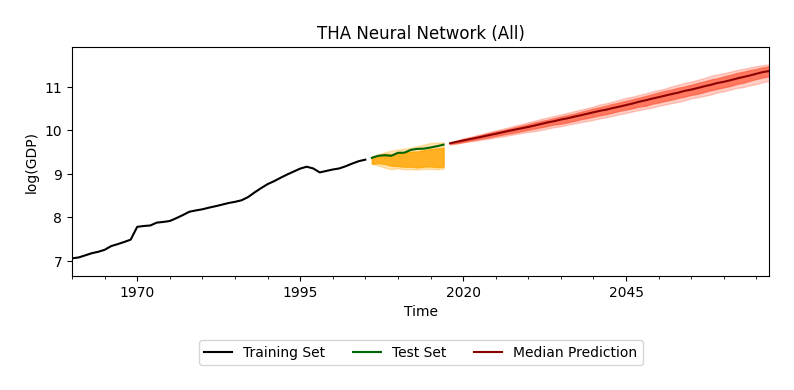 THA Neural Network (All)
11
10
9
8
7
log(GDP)
1970
1995
2020
2045
Time
Training Set
Test Set
Median Prediction